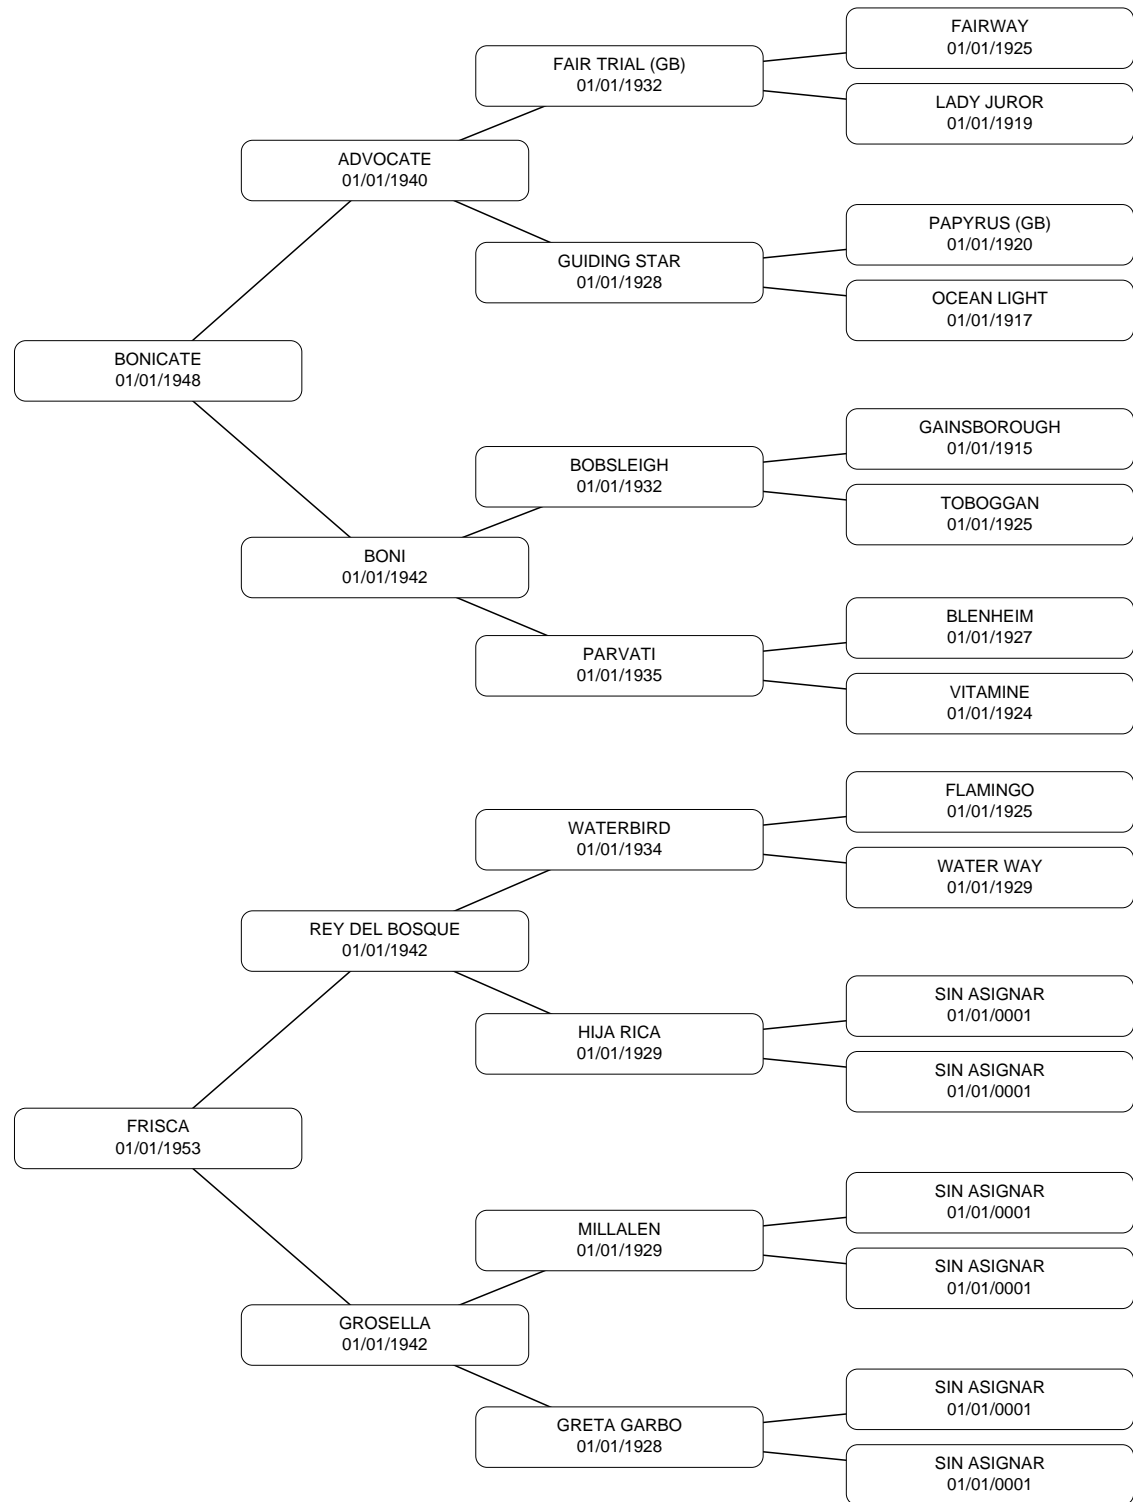 FAIRWAY
01/01/1925
FAIR TRIAL (GB)
01/01/1932
LADY JUROR
01/01/1919
ADVOCATE
01/01/1940
PAPYRUS (GB)
01/01/1920
GUIDING STAR
01/01/1928
OCEAN LIGHT
01/01/1917
BONICATE
01/01/1948
GAINSBOROUGH
01/01/1915
BOBSLEIGH
01/01/1932
TOBOGGAN
01/01/1925
BONI
01/01/1942
BLENHEIM
01/01/1927
PARVATI
01/01/1935
VITAMINE
01/01/1924
FLAMINGO
01/01/1925
WATERBIRD
01/01/1934
WATER WAY
01/01/1929
REY DEL BOSQUE
01/01/1942
SIN ASIGNAR
01/01/0001
HIJA RICA
01/01/1929
SIN ASIGNAR
01/01/0001
FRISCA
01/01/1953
SIN ASIGNAR
01/01/0001
MILLALEN
01/01/1929
SIN ASIGNAR
01/01/0001
GROSELLA
01/01/1942
SIN ASIGNAR
01/01/0001
GRETA GARBO
01/01/1928
SIN ASIGNAR
01/01/0001